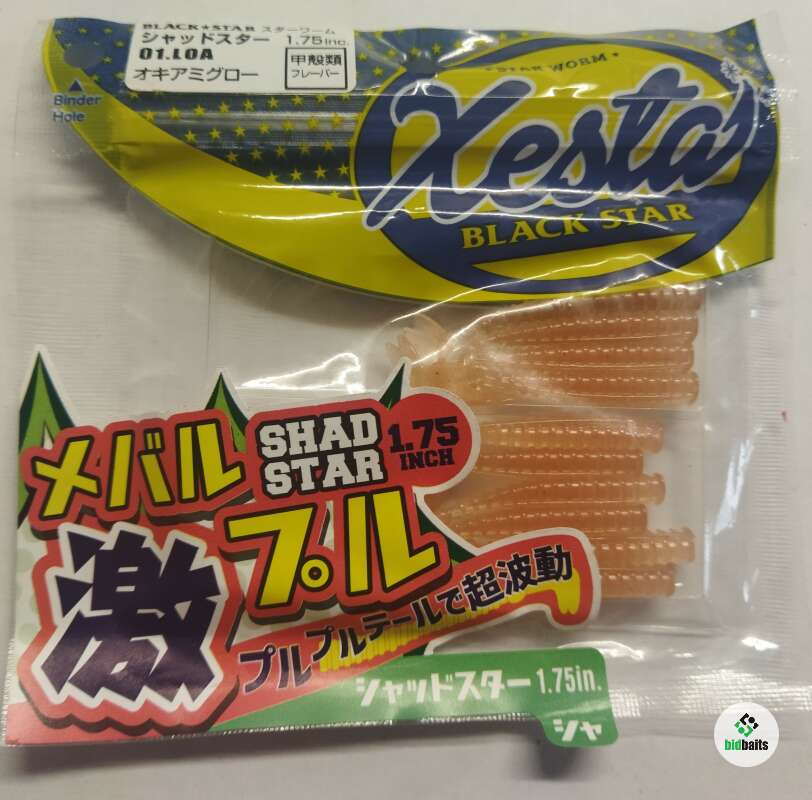 BLACK★STAR スターワーム
シャッドスター 1.75inc.
01.LOA
オキアミグロー
甲殻類
フレーバー
Binder
Hole
STAR WORM
Xesta
BLACK STAR
メバル
SHAD
STAR
1.75
INCH
激プル
プルプルテールで超波動
シャッドスター1.75in.
シャ
bidbaits